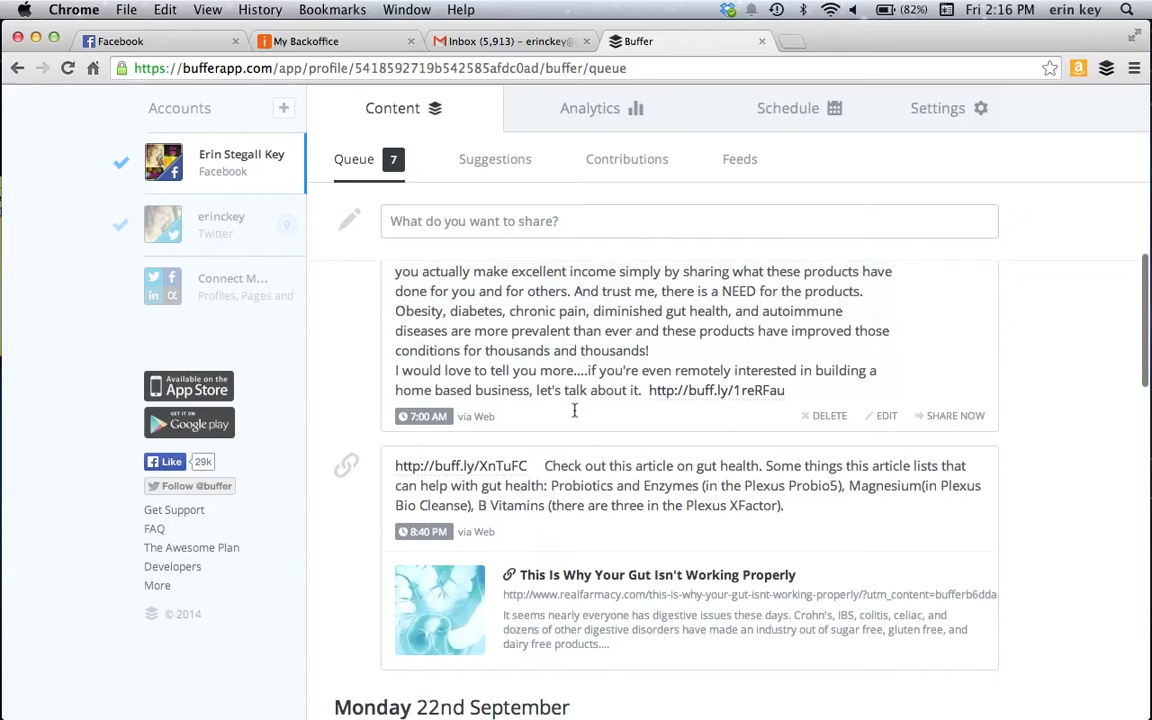 Chrome File Edit View History Bookmarks Window Help (82%) Fri 2:16 PM erin key
Facebook × My Backoffice × Inbox (5,913) – erinckey@ × Buffer ×
https://bufferapp.com/app/profile/5418592719b542585afdc0ad/buffer/queue
Accounts +
Content Analytics Schedule Settings
Erin Stegall Key
Facebook
Queue 7 Suggestions Contributions Feeds
erinckey
Twitter
0
What do you want to share?
Connect M...
Profiles, Pages and
you actually make excellent income simply by sharing what these products have
done for you and for others. And trust me, there is a NEED for the products.
Obesity, diabetes, chronic pain, diminished gut health, and autoimmune
diseases are more prevalent than ever and these products have improved those
conditions for thousands and thousands!
I would love to tell you more....if you're even remotely interested in building a
home based business, let's talk about it. http://buff.ly/1reRFau
7:00 AM via Web × DELETE EDIT SHARE NOW
Available on the
App Store
GET IT ON
Google play
Like 29k
Follow @buffer
Get Support
FAQ
The Awesome Plan
Developers
More
© 2014
http://buff.ly/XnTuFC Check out this article on gut health. Some things this article lists that
can help with gut health: Probiotics and Enzymes (in the Plexus Probio5), Magnesium(in Plexus
Bio Cleanse), B Vitamins (there are three in the Plexus XFactor).
8:40 PM via Web
This Is Why Your Gut Isn't Working Properly
http://www.realfarmacy.com/this-is-why-your-gut-isnt-working-properly/?utm_content=bufferb6dda
It seems nearly everyone has digestive issues these days. Crohn's, IBS, colitis, celiac, and
dozens of other digestive disorders have made an industry out of sugar free, gluten free, and
dairy free products....
Monday 22nd September